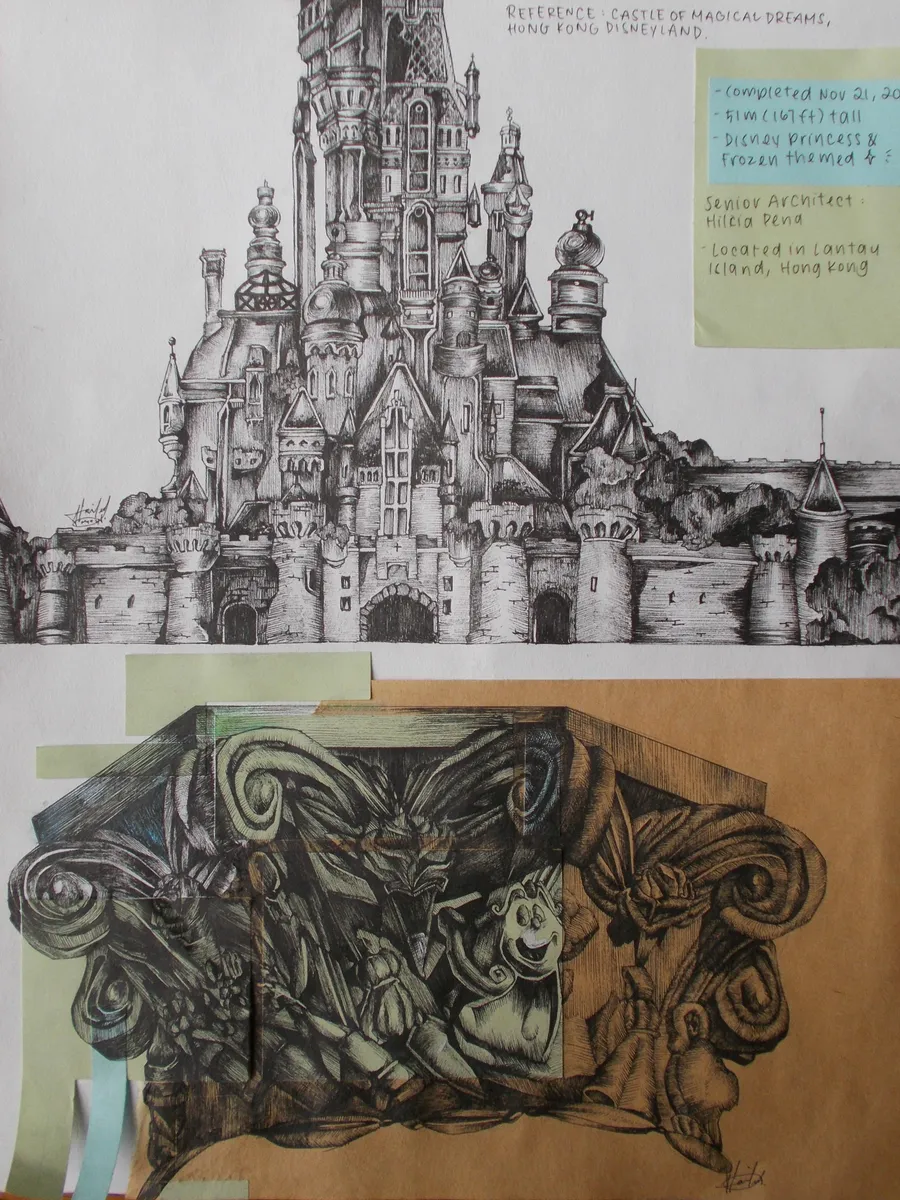 REFERENCE : CASTLE OF MAGICAL DREAMS,
HONG KONG DISNEYLAND.
- Completed Nov 21, 20
- 51m (167ft) tall
- Disney Princess &
Frozen themed
Senior Architect :
Hilcia Pena
- Located in Lantau
Island, Hong Kong